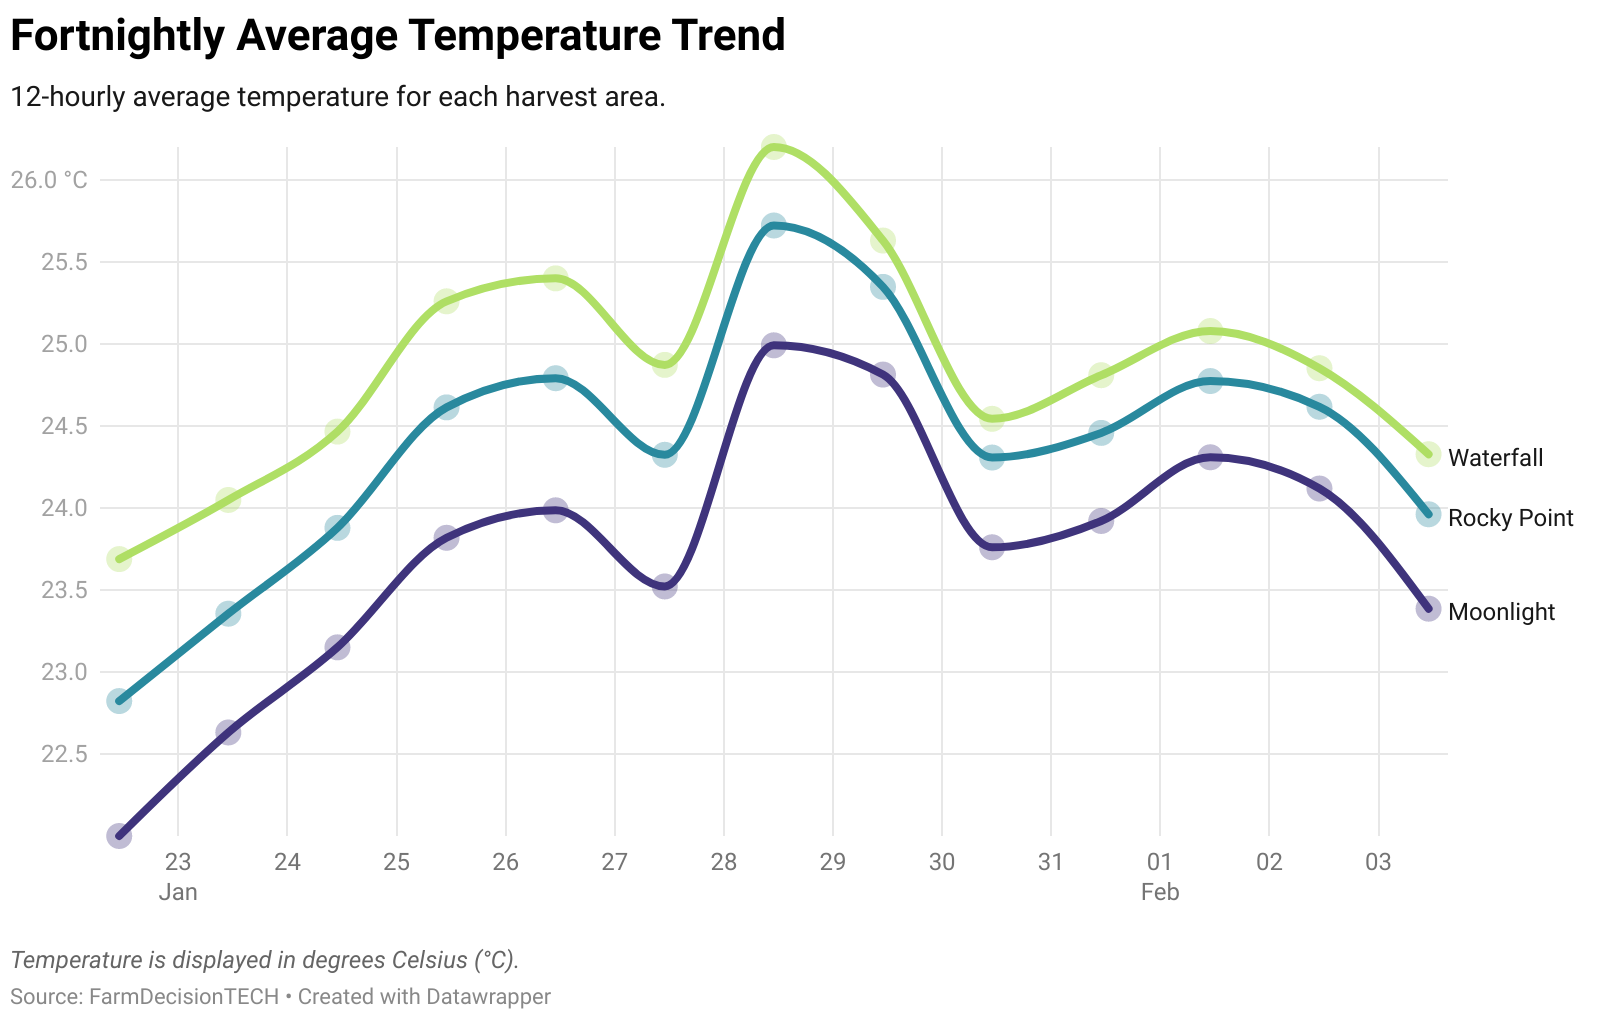 Fortnightly Average Temperature Trend
12-hourly average temperature for each harvest area.
26.0 °C
25.5
25.0
24.5
24.0
23.5
23.0
22.5
Waterfall
Rocky Point
Moonlight
23 24 25 26 27 28 29 30 31 01 02 03
Jan Feb
Temperature is displayed in degrees Celsius (°C).
Source: FarmDecisionTECH • Created with Datawrapper